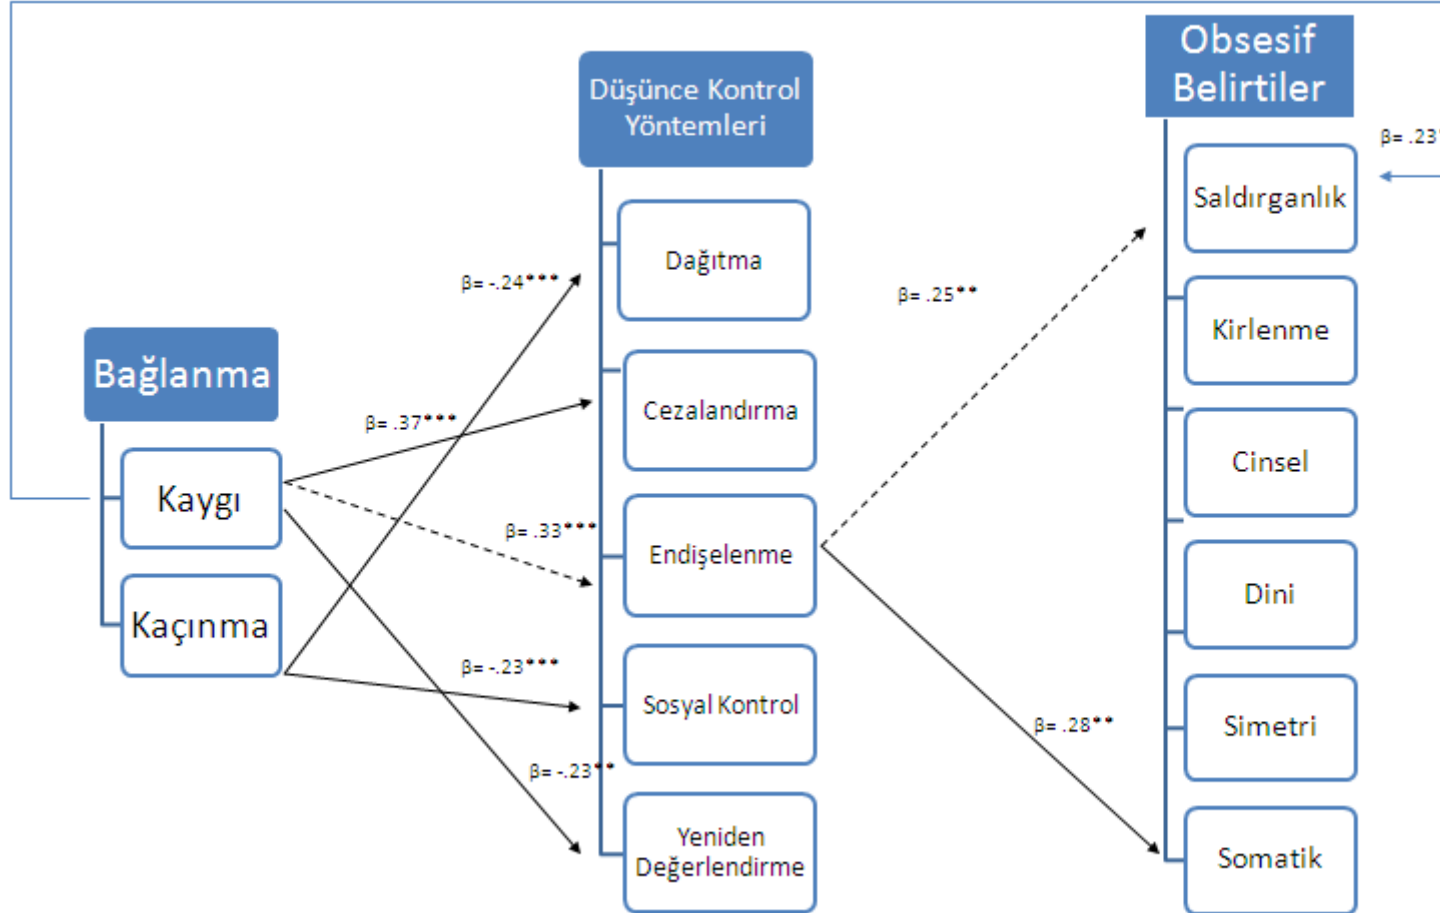 Bağlanma
Kaygı
Kaçınma
β= -.24***
β= .37***
β= .33***
β= -.23***
β= -.23**
Düşünce Kontrol
Yöntemleri
Dağıtma
Cezalandırma
Endişelenme
Sosyal Kontrol
Yeniden
Değerlendirme
β= .25**
β= .28**
Obsesif
Belirtiler
Saldırganlık
Kirlenme
Cinsel
Dini
Simetri
Somatik
β= .23*